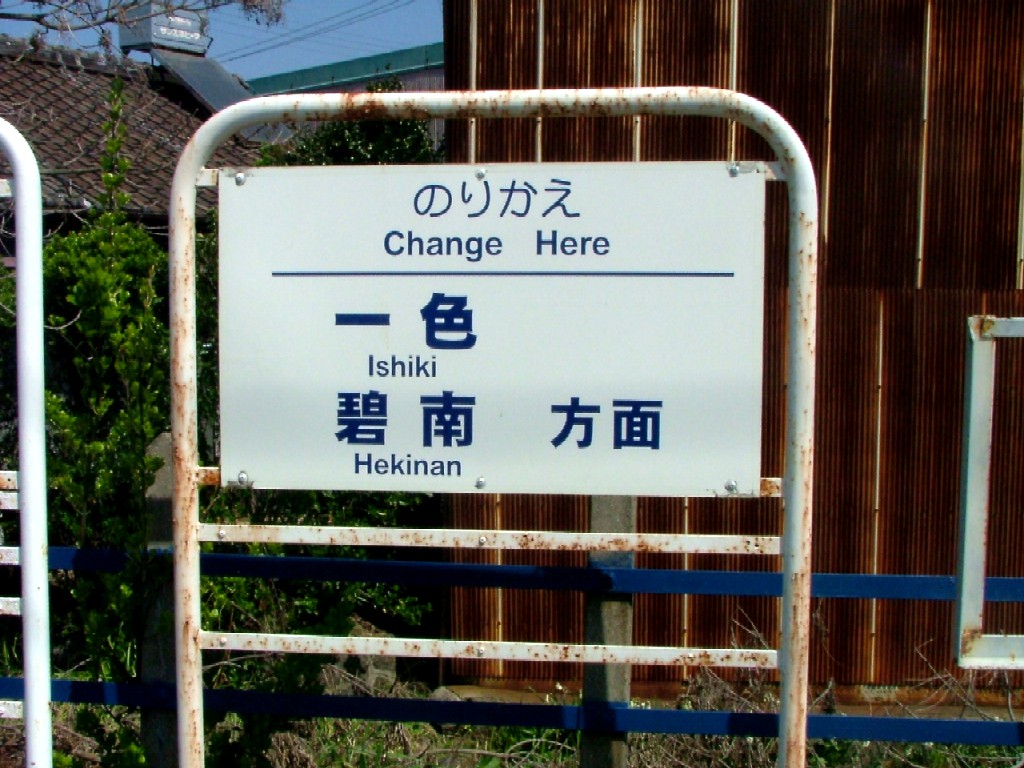 のりかえ
Change Here
一色
Ishiki
碧南 方面
Hekinan